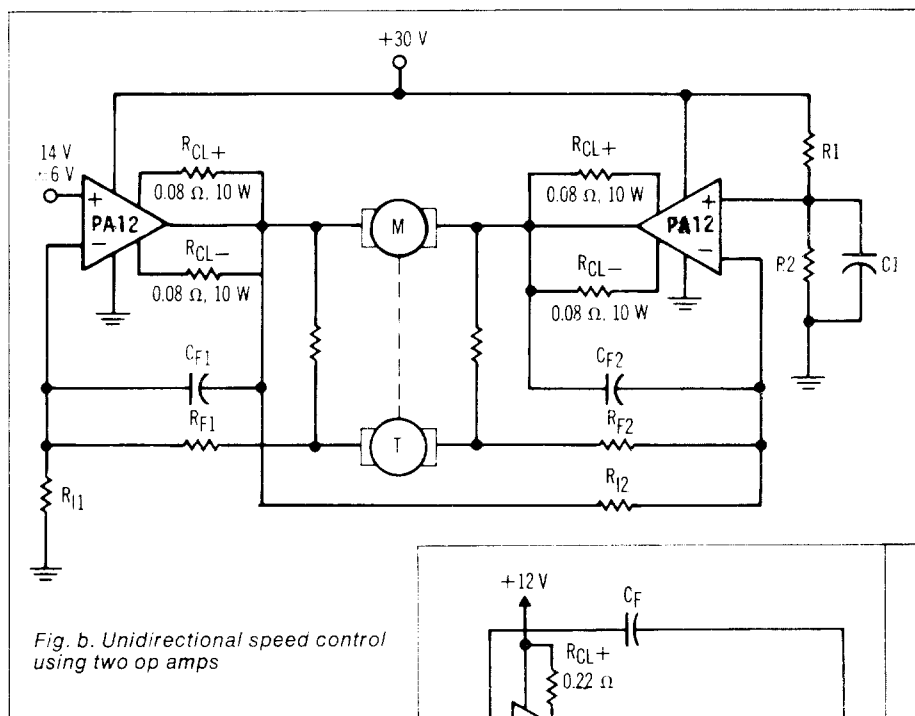 +30 V
14 V
±6 V
+
PA12
−
RCL+
0.08 Ω, 10 W
RCL−
0.08 Ω, 10 W
M
RCL+
0.08 Ω, 10 W
RCL−
0.08 Ω, 10 W
PA12
+
−
R1
R2
C1
CF1
RF1
RI1
T
CF2
RF2
RI2
Fig. b. Unidirectional speed control
using two op amps
+12 V
CF
RCL+
0.22 Ω